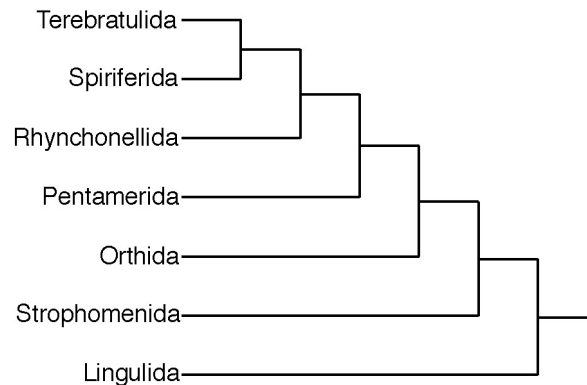 Terebratulida
Spiriferida
Rhynchonellida
Pentamerida
Orthida
Strophomenida
Lingulida